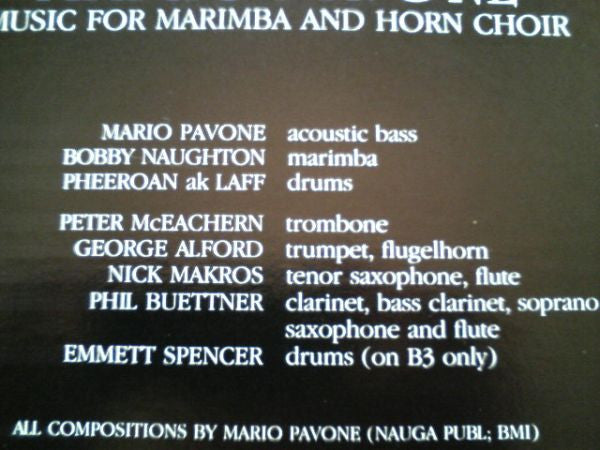 MUSIC FOR MARIMBA AND HORN CHOIR
MARIO PAVONE acoustic bass
BOBBY NAUGHTON marimba
PHEEROAN ak LAFF drums
PETER McEACHERN trombone
GEORGE ALFORD trumpet, flugelhorn
NICK MAKROS tenor saxophone, flute
PHIL BUETTNER clarinet, bass clarinet, soprano
saxophone and flute
EMMETT SPENCER drums (on B3 only)
ALL COMPOSITIONS BY MARIO PAVONE (NAUGA PUBL; BMI)